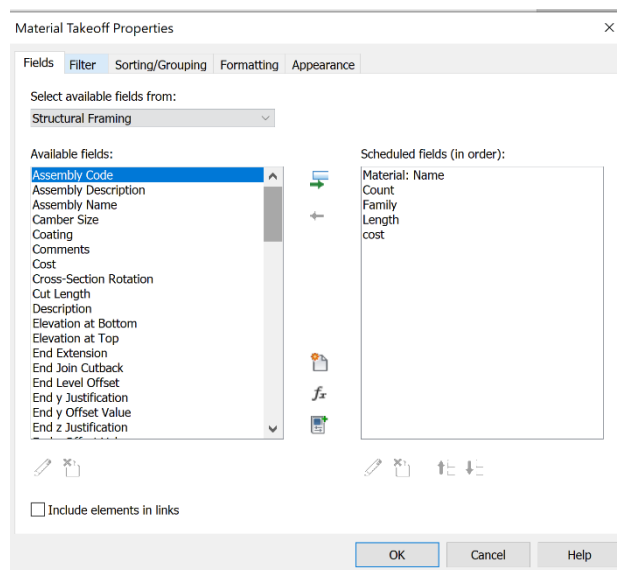 Material Takeoff Properties
Fields Filter Sorting/Grouping Formatting Appearance
Select available fields from:
Structural Framing
Available fields:
Assembly Code
Assembly Description
Assembly Name
Camber Size
Coating
Comments
Cost
Cross-Section Rotation
Cut Length
Description
Elevation at Bottom
Elevation at Top
End Extension
End Join Cutback
End Level Offset
End y Justification
End y Offset Value
End z Justification
Scheduled fields (in order):
Material: Name
Count
Family
Length
cost
fx
Include elements in links
OK Cancel Help